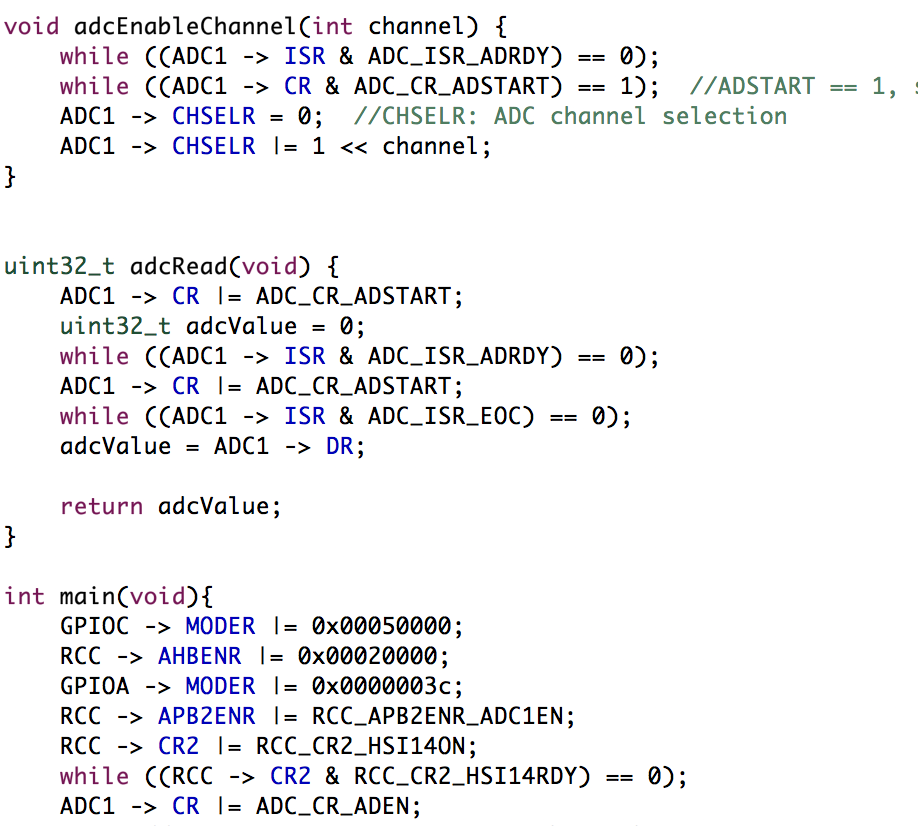 void adcEnableChannel(int channel) {
    while ((ADC1 -> ISR & ADC_ISR_ADRDY) == 0);
    while ((ADC1 -> CR & ADC_CR_ADSTART) == 1);  //ADSTART == 1,
    ADC1 -> CHSELR = 0;  //CHSELR: ADC channel selection
    ADC1 -> CHSELR |= 1 << channel;
}
uint32_t adcRead(void) {
    ADC1 -> CR |= ADC_CR_ADSTART;
    uint32_t adcValue = 0;
    while ((ADC1 -> ISR & ADC_ISR_ADRDY) == 0);
    ADC1 -> CR |= ADC_CR_ADSTART;
    while ((ADC1 -> ISR & ADC_ISR_EOC) == 0);
    adcValue = ADC1 -> DR;
    return adcValue;
}
int main(void){
    GPIOC -> MODER |= 0x00050000;
    RCC -> AHBENR |= 0x00020000;
    GPIOA -> MODER |= 0x0000003c;
    RCC -> APB2ENR |= RCC_APB2ENR_ADC1EN;
    RCC -> CR2 |= RCC_CR2_HSI14ON;
    while ((RCC -> CR2 & RCC_CR2_HSI14RDY) == 0);
    ADC1 -> CR |= ADC_CR_ADEN;